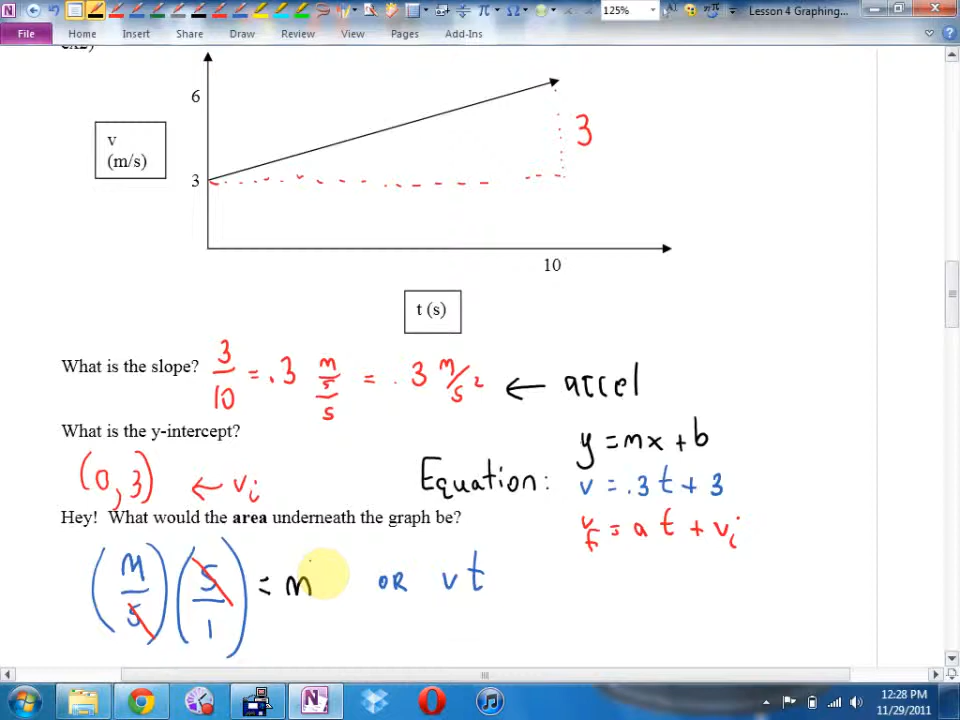 125%
Lesson 4 Graphing...
File Home Insert Share Draw Review View Pages Add-Ins
ex2)
6
v
(m/s)
3
3
10
t (s)
What is the slope? 3/10 = .3 m/s/s = .3 m/s² ← accel
What is the y-intercept?
y = mx + b
(0, 3) ← vi
Equation: v = .3t + 3
Hey! What would the area underneath the graph be?
vf = at + vi
(m/s)(s/1) = m OR vt
12:28 PM
11/29/2011